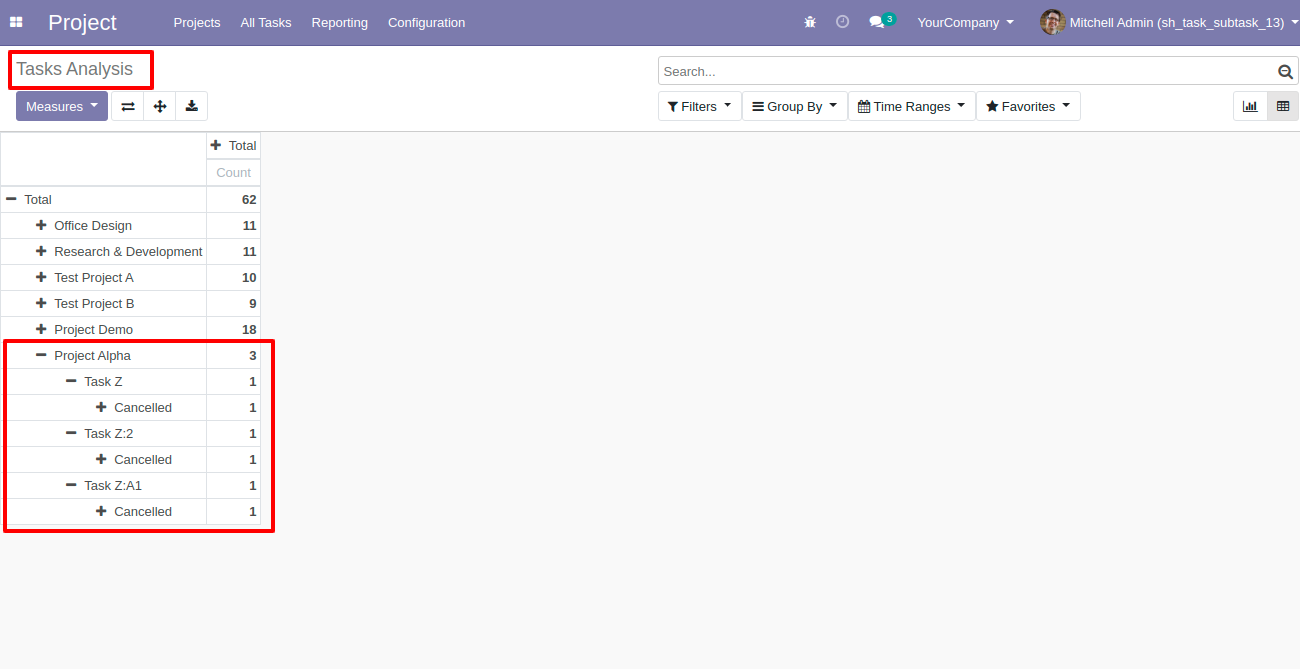 Project Projects All Tasks Reporting Configuration 3 YourCompany Mitchell Admin (sh_task_subtask_13)
Tasks Analysis
Search...
Measures Filters Group By Time Ranges Favorites
Total
Count
Total 62
Office Design 11
Research & Development 11
Test Project A 10
Test Project B 9
Project Demo 18
Project Alpha 3
Task Z 1
Cancelled 1
Task Z:2 1
Cancelled 1
Task Z:A1 1
Cancelled 1